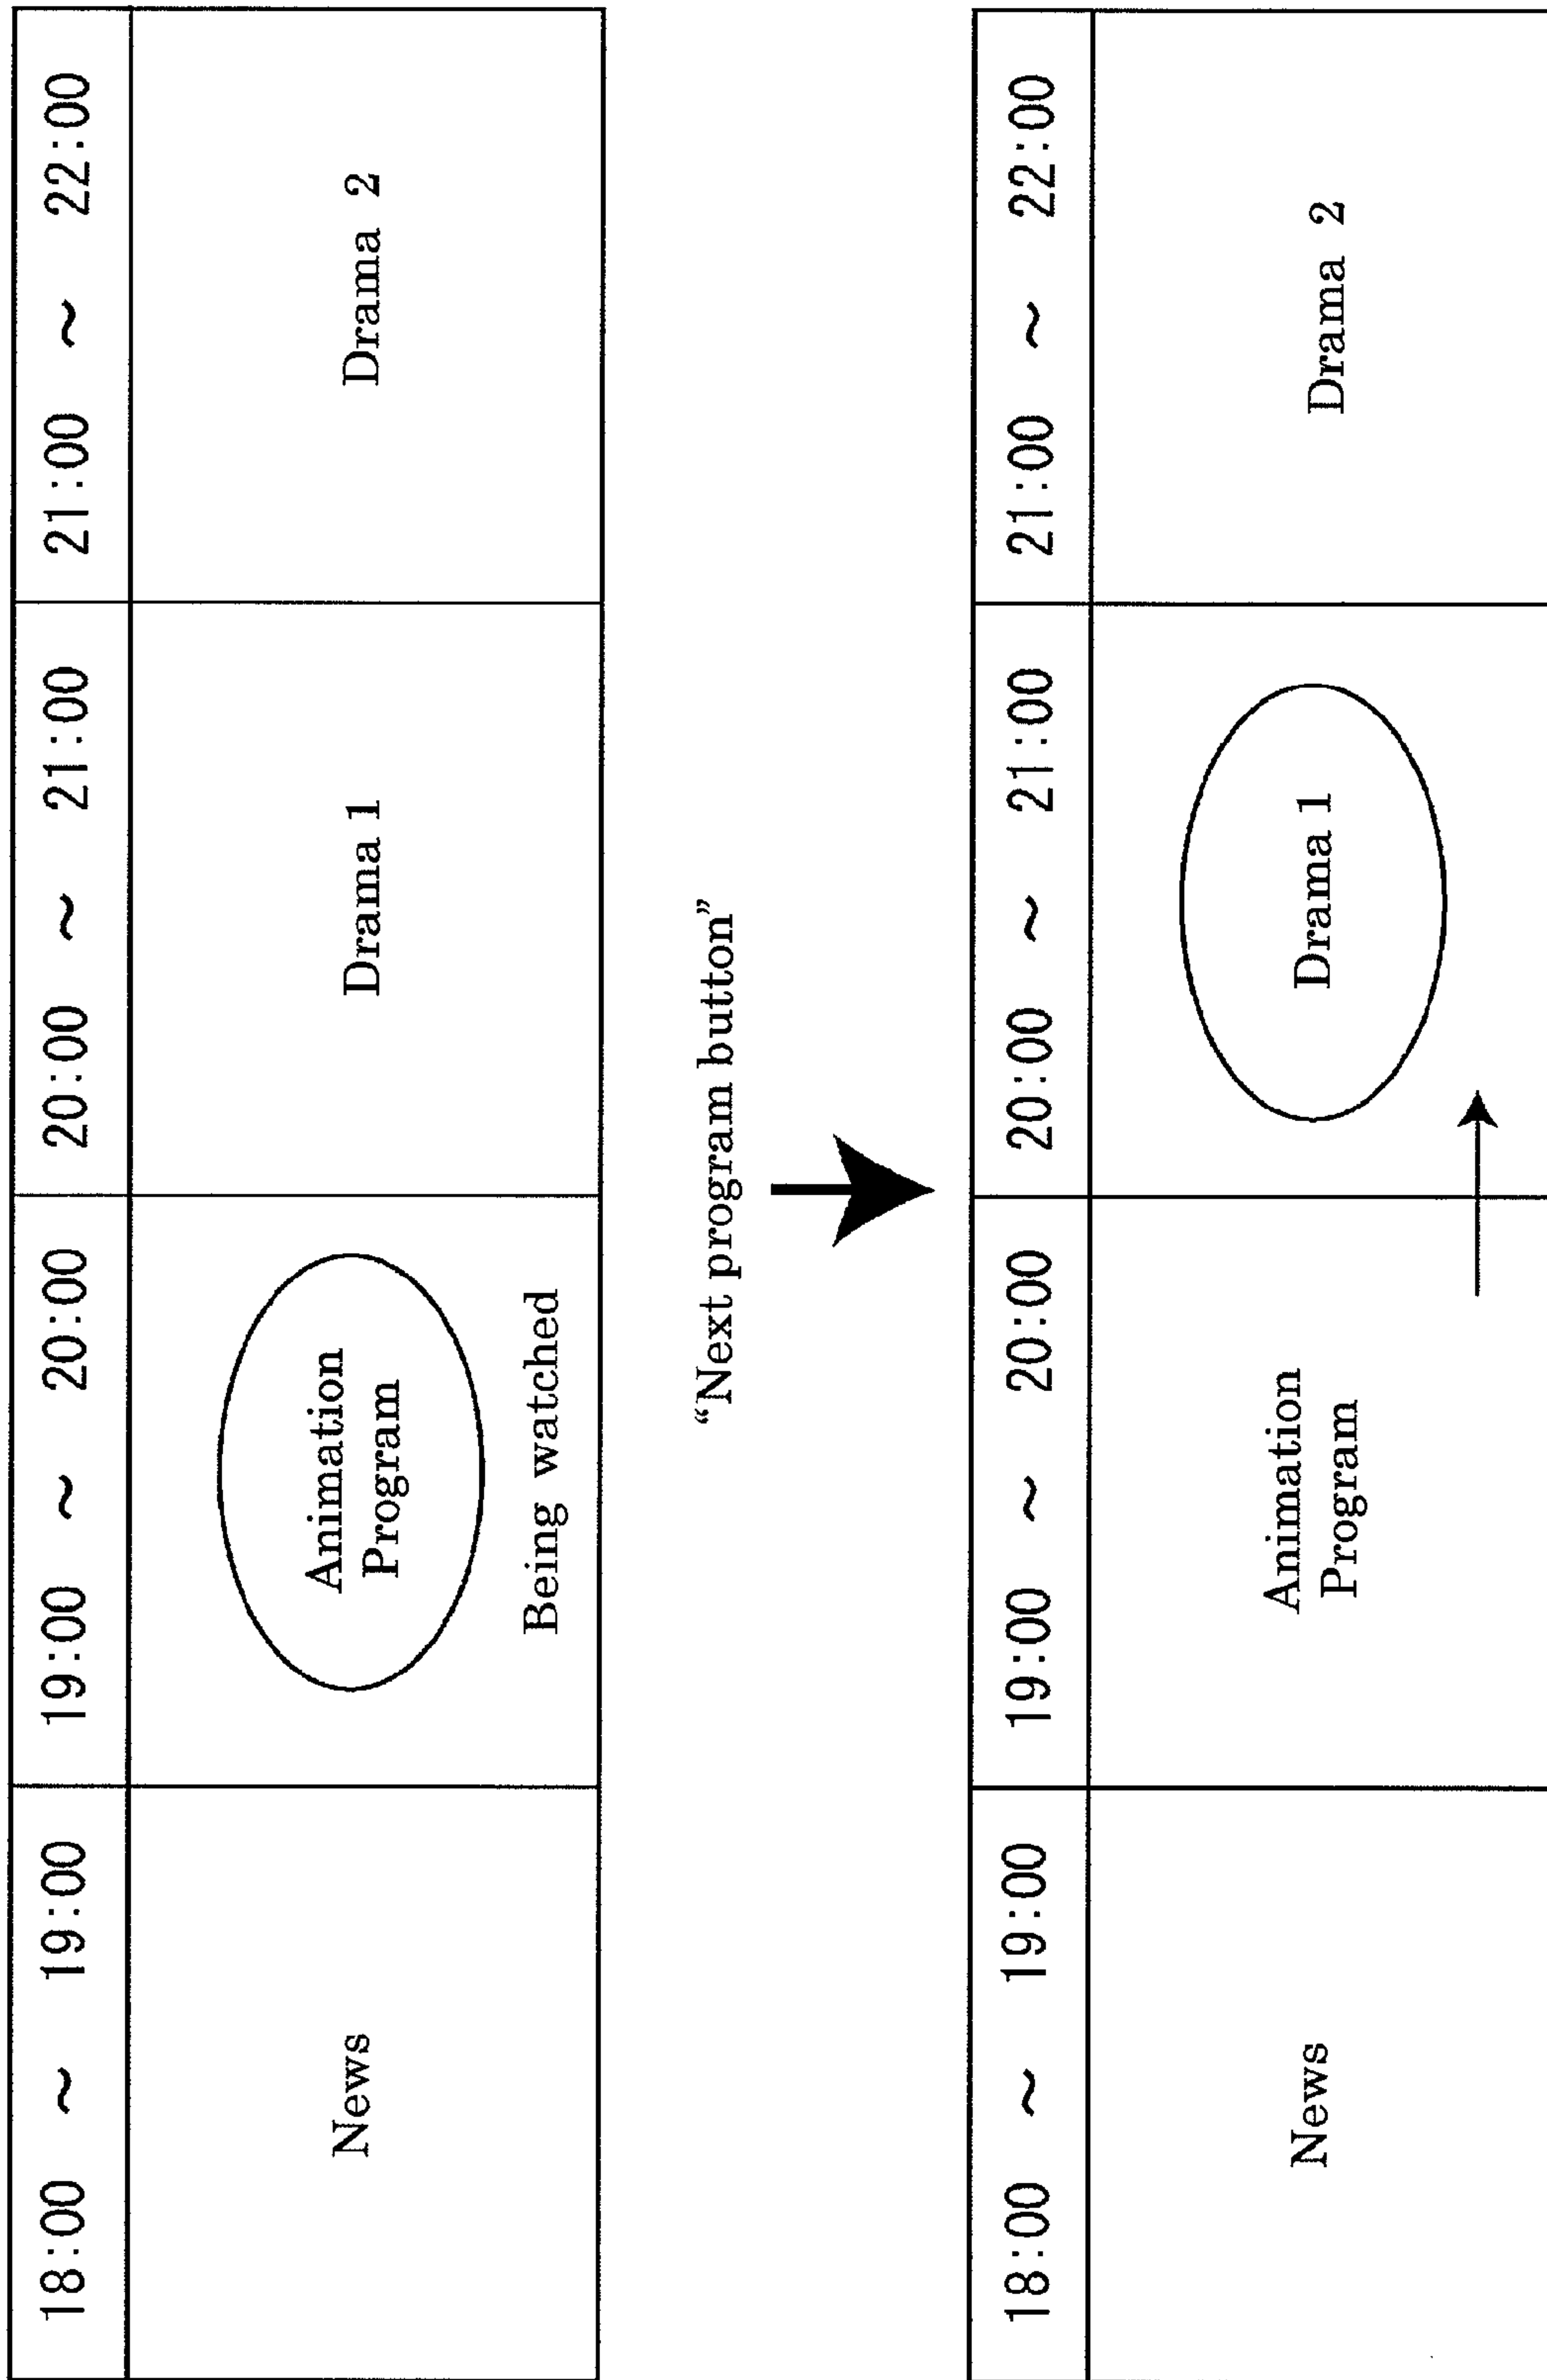 18:00 ~ 19:00
19:00 ~ 20:00
20:00 ~ 21:00
21:00 ~ 22:00
News
Animation
Program
Being watched
Drama 1
Drama 2
“Next program button”
18:00 ~ 19:00
19:00 ~ 20:00
20:00 ~ 21:00
21:00 ~ 22:00
News
Animation
Program
Drama 1
Drama 2